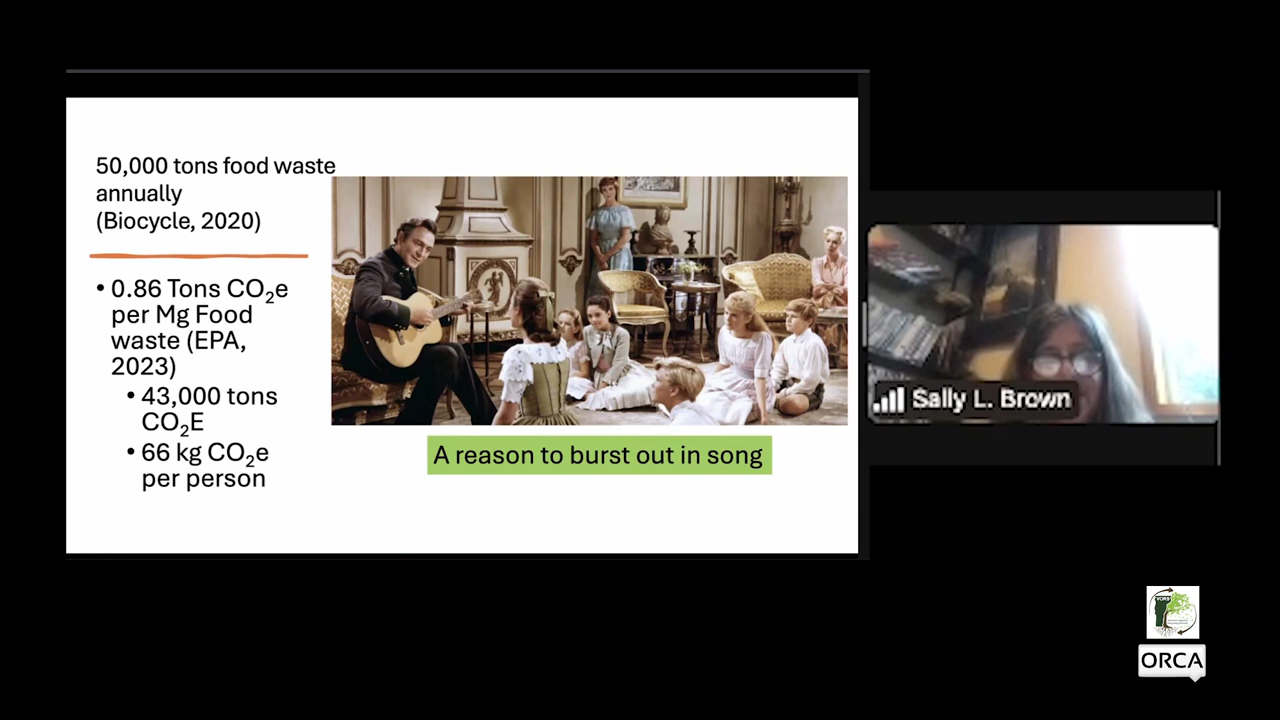 50,000 tons food waste
annually
(Biocycle, 2020)
• 0.86 Tons CO₂e
per Mg Food
waste (EPA,
2023)
• 43,000 tons
CO₂E
• 66 kg CO₂e
per person
A reason to burst out in song
Sally L. Brown
ORCA